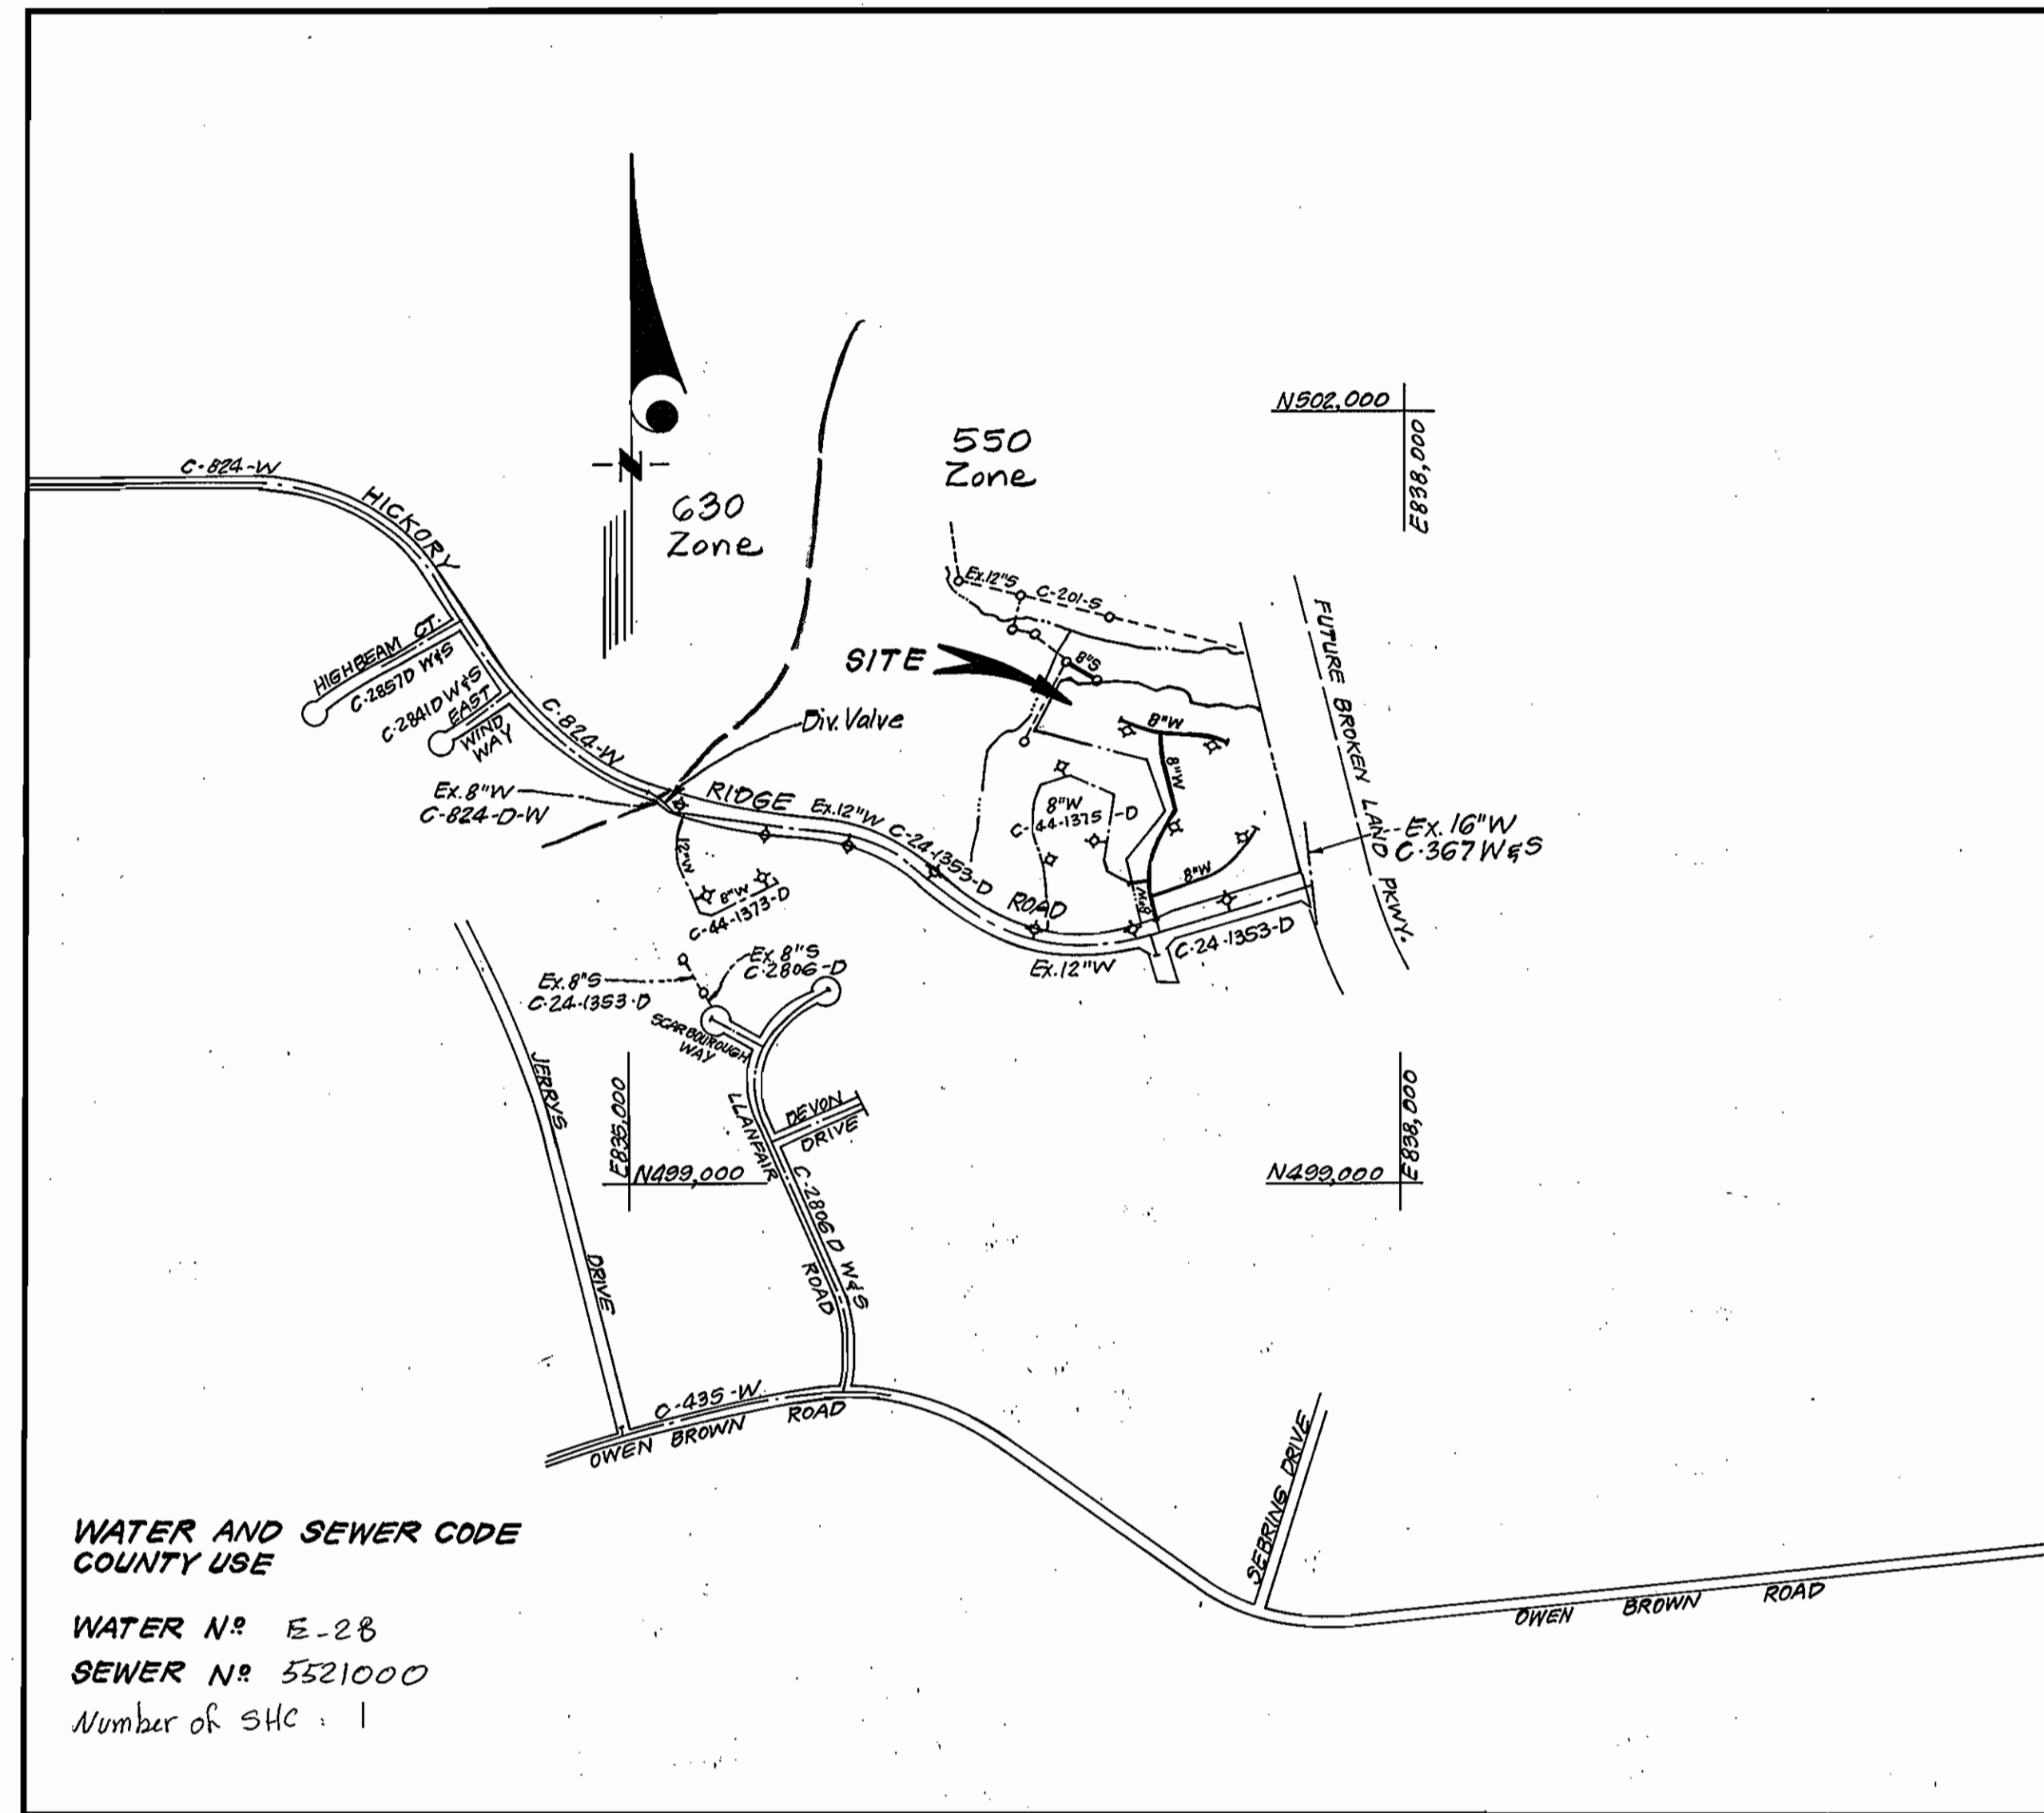 N502,000
E838,000
550
Zone
C-824-W
HICKORY
N
630
Zone
Ex.12"S
C-201-S
FUTURE BROKEN LAND PKWY.
SITE
8"S
HIGHBEAM CT.
C-2857D W&S
C-2841D W&S
EAST
WIND
WAY
C-824-W
Div. Valve
8"W
8"W
Ex. 8"W
C-824-D-W
RIDGE
Ex.12"W
C-24-1353-D
ROAD
8"W
C-44-1375-D
Ex. 16"W
C-367 W&S
12"W
8"W
C-44-1373-D
8"W
8"W
C-24-1353-D
Ex.12"W
Ex. 8"S
C-2806-D
Ex. 8"S
C-24-1353-D
SCARBOUROUGH
WAY
JERRYS
DRIVE
E835,000
N499,000
LLANFAIR
ROAD
DEVON
DRIVE
C-2806D W&S
N499,000
E838,000
C-435-W
OWEN BROWN ROAD
SEBRING DRIVE
OWEN BROWN ROAD
WATER AND SEWER CODE
COUNTY USE
WATER Nº E-28
SEWER Nº 5521000
Number of SHC : 1